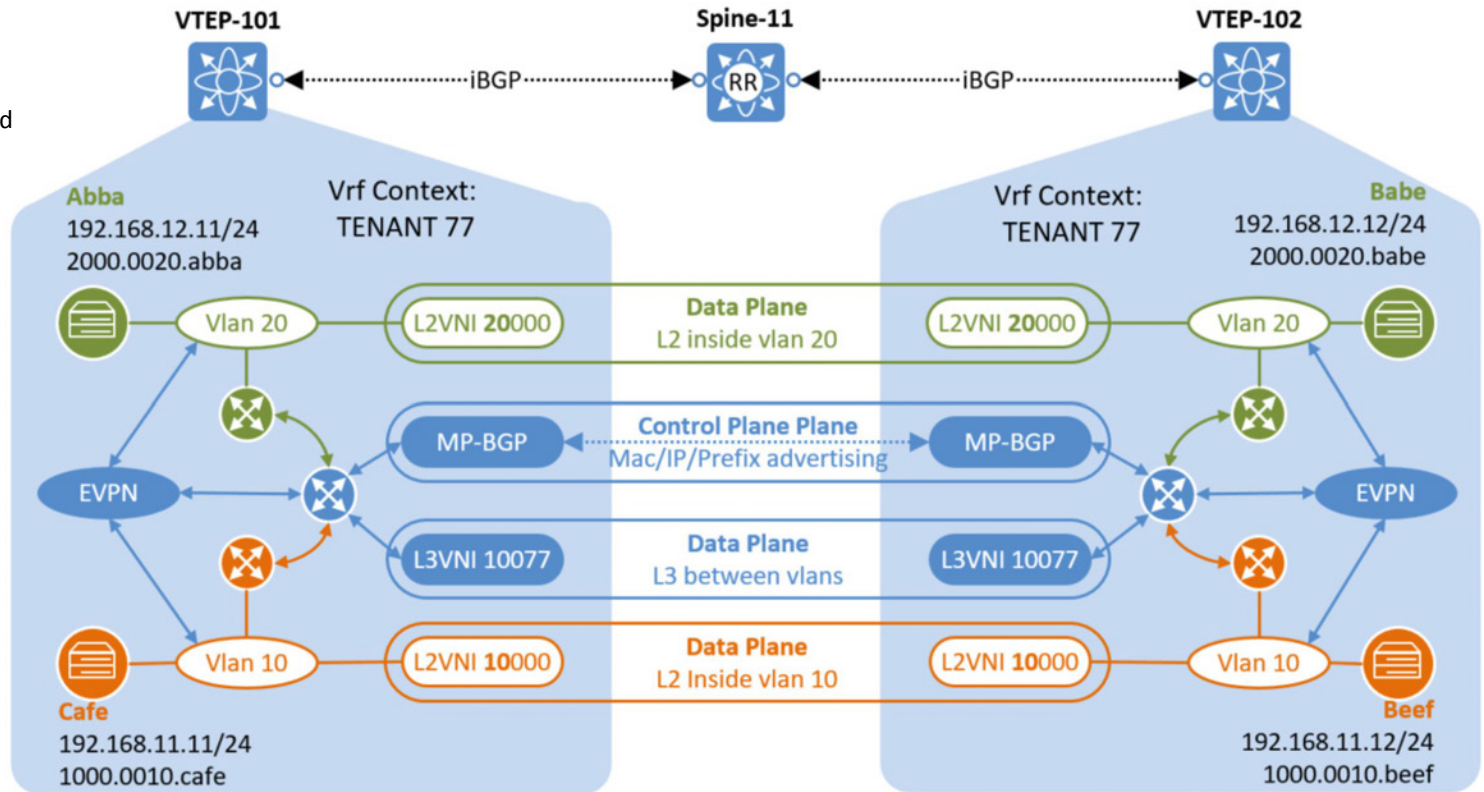 VTEP-101
Spine-11
VTEP-102
iBGP
RR
iBGP
d
Abba
192.168.12.11/24
2000.0020.abba
Vrf Context:
TENANT 77
Vrf Context:
TENANT 77
Babe
192.168.12.12/24
2000.0020.babe
Vlan 20
L2VNI 20000
Data Plane
L2 inside vlan 20
L2VNI 20000
Vlan 20
MP-BGP
Control Plane Plane
Mac/IP/Prefix advertising
MP-BGP
EVPN
EVPN
L3VNI 10077
Data Plane
L3 between vlans
L3VNI 10077
Vlan 10
L2VNI 10000
Data Plane
L2 Inside vlan 10
L2VNI 10000
Vlan 10
Cafe
192.168.11.11/24
1000.0010.cafe
Beef
192.168.11.12/24
1000.0010.beef